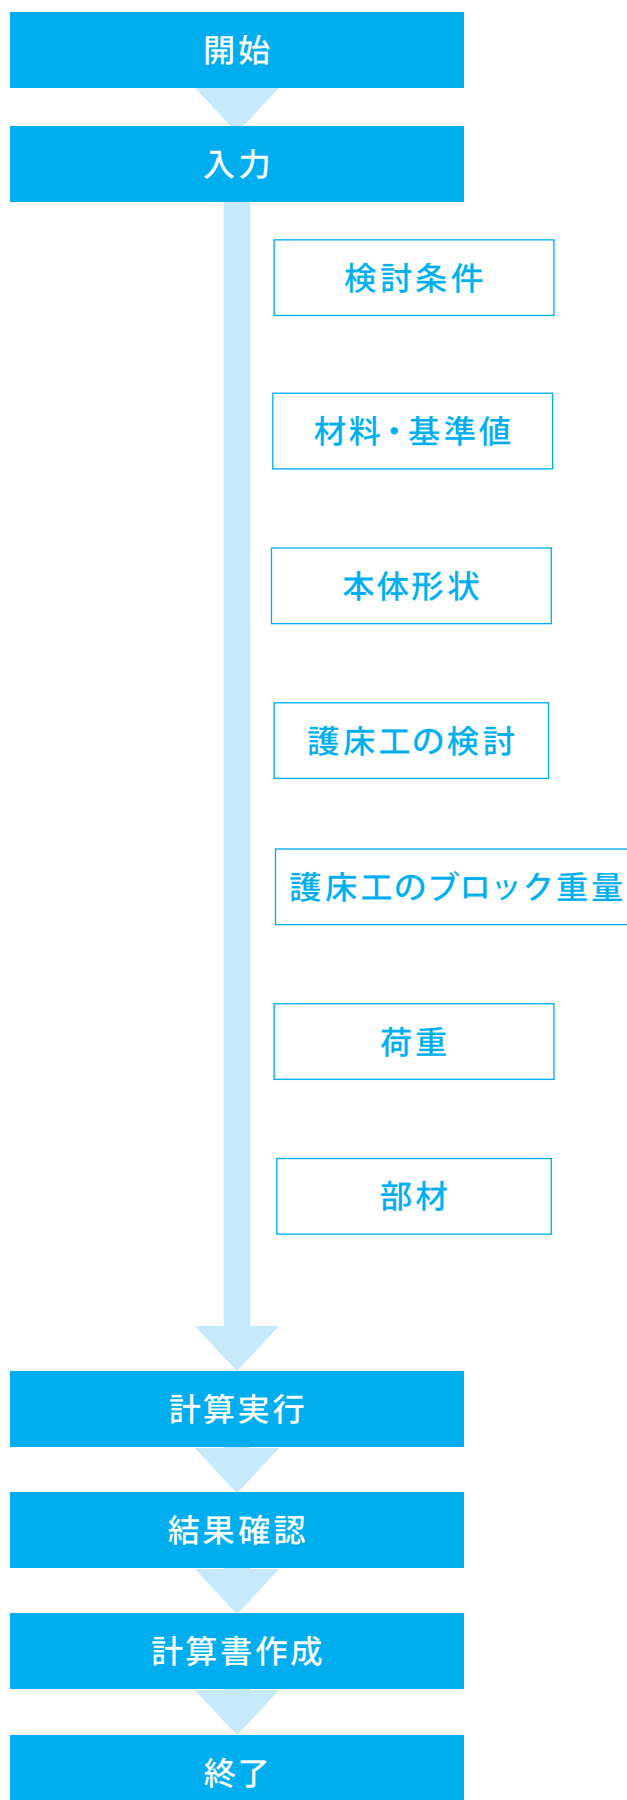 開始
入力
検討条件
材料・基準値
本体形状
護床工の検討
護床工のブロック重量
荷重
部材
計算実行
結果確認
計算書作成
終了